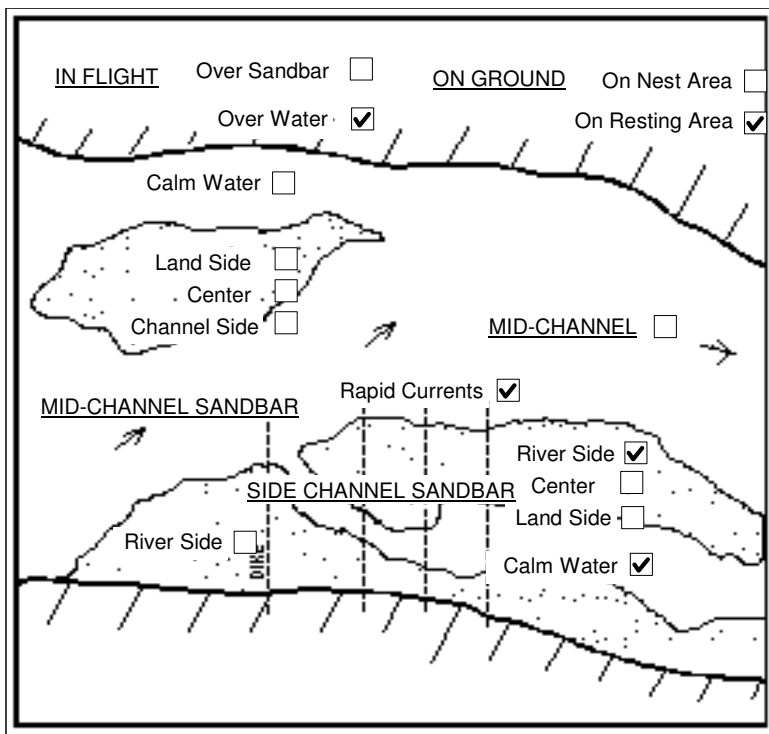 IN FLIGHT
Over Sandbar
ON GROUND
On Nest Area
Over Water
On Resting Area
Calm Water
Land Side
Center
Channel Side
MID-CHANNEL
Rapid Currents
MID-CHANNEL SANDBAR
River Side
SIDE CHANNEL SANDBAR
Center
Land Side
River Side
DIKE
Calm Water